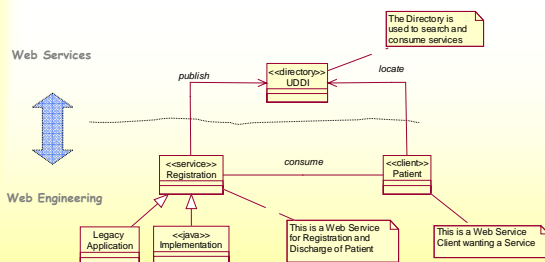 The Directory is
used to search and
consume services
Web Services
<<directory>>
UDDI
publish
locate
<<service>>
Registration
consume
<<client>>
Patient
Web Engineering
Legacy
Application
<<java>>
Implementation
This is a Web Service
for Registration and
Discharge of Patient
This is a Web Service
Client wanting a Service